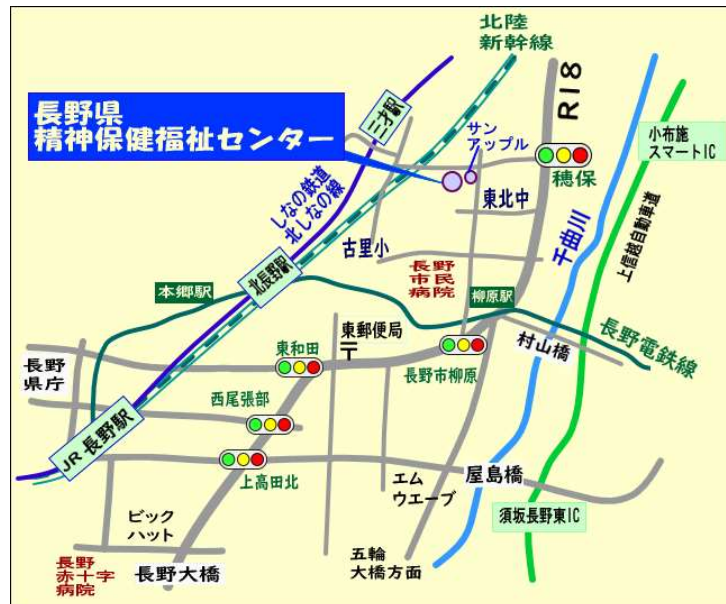 北陸
新幹線
R18
長野県
精神保健福祉センター
三才駅
サン
アップル
穂保
小布施
スマートIC
東北中
しなの鉄道
北しなの線
千曲川
上信越自動車道
古里小
長野
市民
病院
北長野駅
本郷駅
柳原駅
東郵便局
〒
東和田
長野
県庁
長野市柳原
村山橋
長野電鉄線
西尾張部
JR 長野駅
上高田北
エム
ウエーブ
屋島橋
ビック
ハット
須坂長野東IC
長野
赤十字
病院
長野大橋
五輪
大橋方面